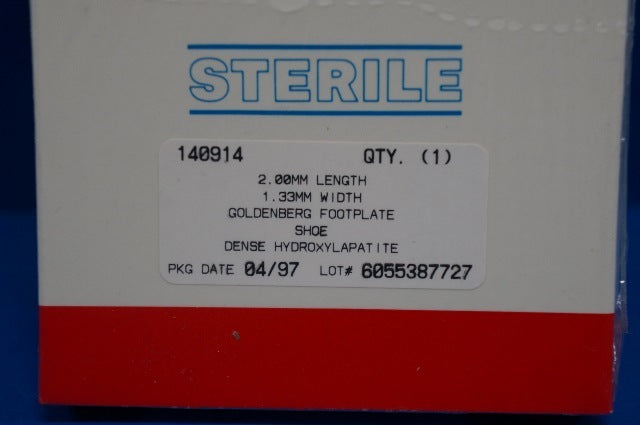 STERILE
140914 QTY. (1)
2.00MM LENGTH
1.33MM WIDTH
GOLDENBERG FOOTPLATE
SHOE
DENSE HYDROXYLAPATITE
PKG DATE 04/97 LOT# 6055387727